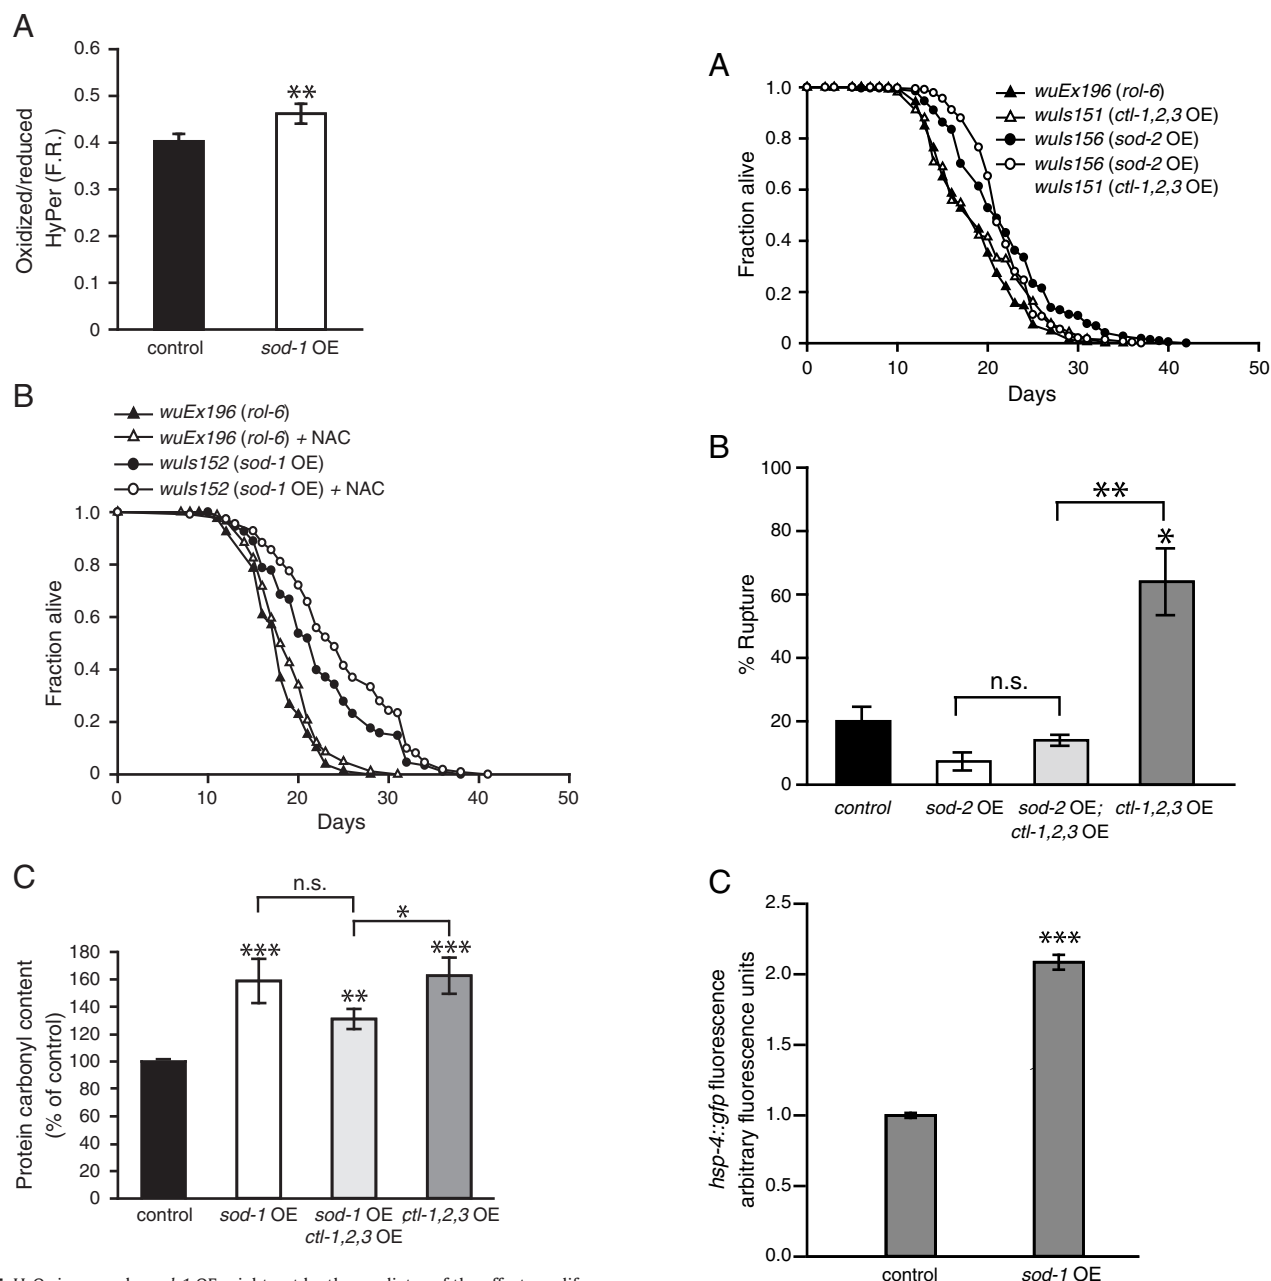 A
0.6
0.5
0.4
0.3
0.2
0.1
0
Oxidized/reduced
HyPer (F.R.)
**
control
sod-1 OE
B
wuEx196 (rol-6)
wuEx196 (rol-6) + NAC
wuIs152 (sod-1 OE)
wuIs152 (sod-1 OE) + NAC
1.0
0.8
0.6
0.4
0.2
0
Fraction alive
0 10 20 30 40 50
Days
C
n.s.
*
***
**
***
180
160
140
120
100
80
60
40
20
0
Protein carbonyl content
(% of control)
control
sod-1 OE
sod-1 OE
ctl-1,2,3 OE
ctl-1,2,3 OE
A
wuEx196 (rol-6)
wuIs151 (ctl-1,2,3 OE)
wuIs156 (sod-2 OE)
wuIs156 (sod-2 OE)
wuIs151 (ctl-1,2,3 OE)
1.0
0.8
0.6
0.4
0.2
0
Fraction alive
0 10 20 30 40 50
Days
B
100
80
60
40
20
0
% Rupture
**
*
n.s.
control
sod-2 OE
sod-2 OE;
ctl-1,2,3 OE
ctl-1,2,3 OE
C
2.5
2.0
1.5
1.0
0.5
0.0
hsp-4::gfp fluorescence
arbitrary fluorescence units
***
control
sod-1 OE